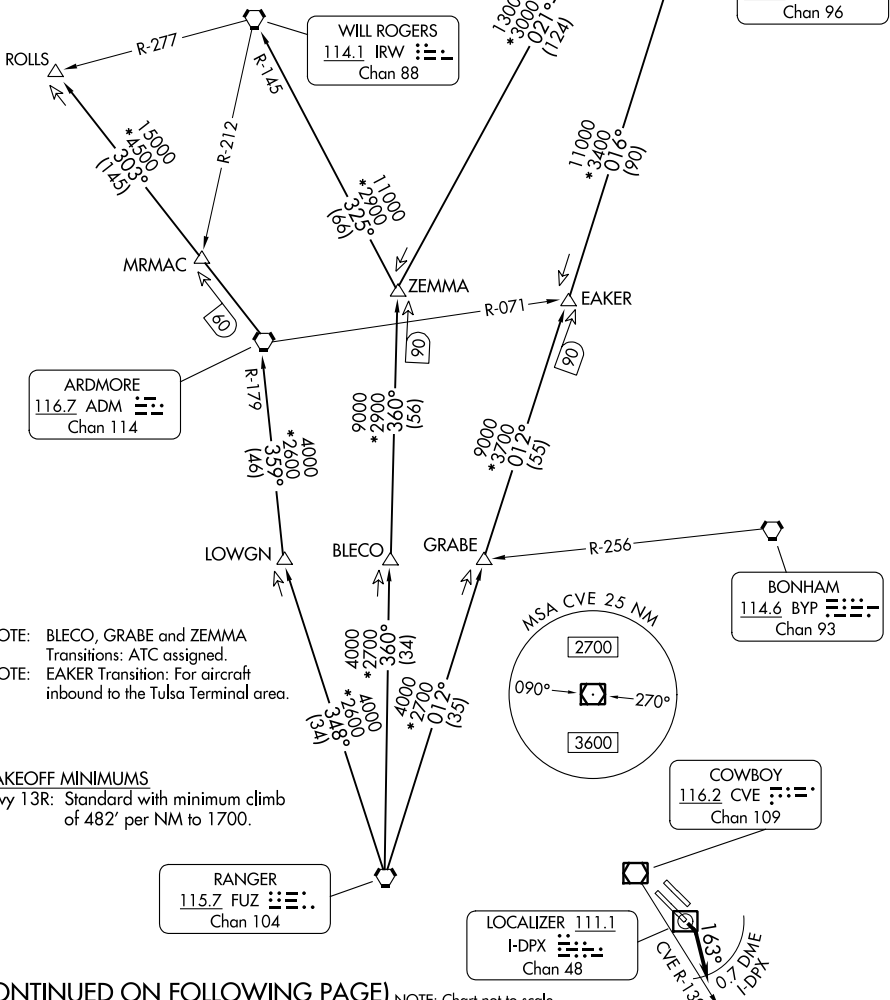 Chan 96
13000
*3000
021°
(124)
WILL ROGERS
114.1 IRW
Chan 88
R-277
ROLLS
R-145
R-212
15000
*4500
303°
(145)
11000
*3400
016°
(90)
11000
*2900
325°
(66)
MRMAC
ZEMMA
EAKER
R-071
60
90
90
ARDMORE
116.7 ADM
Chan 114
R-179
4000
*2600
359°
(46)
9000
*2900
360°
(56)
9000
*3700
012°
(55)
LOWGN
BLECO
GRABE
R-256
BONHAM
114.6 BYP
Chan 93
OTE: BLECO, GRABE and ZEMMA
Transitions: ATC assigned.
OTE: EAKER Transition: For aircraft
inbound to the Tulsa Terminal area.
4000
*2600
348°
(34)
4000
*2700
360°
(34)
4000
*2700
012°
(35)
MSA CVE 25 NM
2700
090°
270°
3600
AKEOFF MINIMUMS
wy 13R: Standard with minimum climb
of 482' per NM to 1700.
COWBOY
116.2 CVE
Chan 109
RANGER
115.7 FUZ
Chan 104
LOCALIZER 111.1
I-DPX
Chan 48
163°
0.7 DME
I-DPX
CVE R-13
CONTINUED ON FOLLOWING PAGE)
NOTE: Chart not to scale